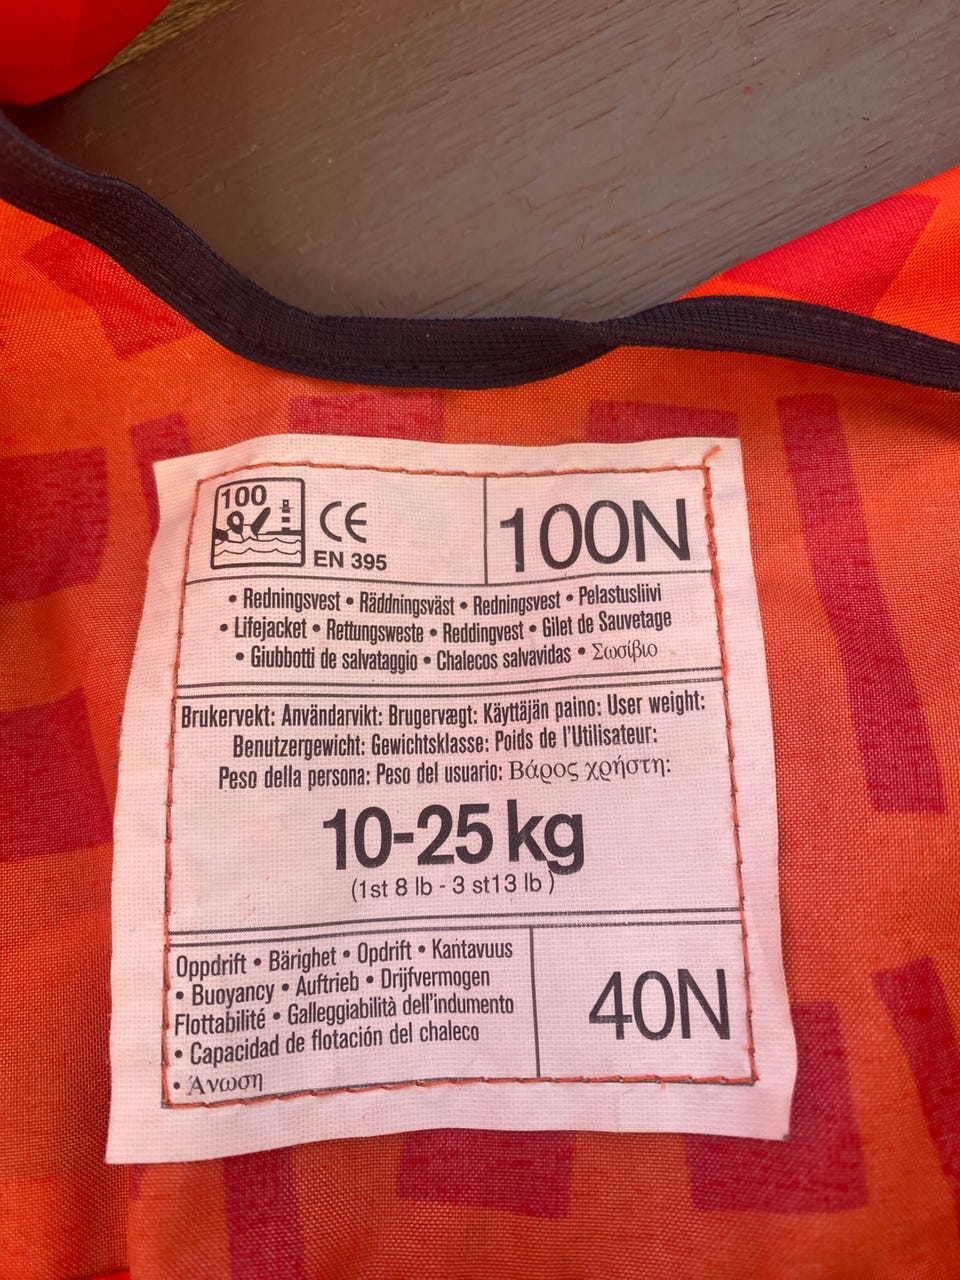 100
CE
EN 395
100N
• Redningsvest • Räddningsväst • Redningsvest • Pelastusliivi
• Lifejacket • Rettungsweste • Reddingvest • Gilet de Sauvetage
• Giubbotti de salvataggio • Chalecos salvavidas • Σωσίβιο
Brukervekt: Användarvikt: Brugervægt: Käyttäjän paino: User weight:
Benutzergewicht: Gewichtsklasse: Poids de l'Utilisateur:
Peso della persona: Peso del usuario: Βάρος χρήστη:
10-25 kg
(1st 8 lb - 3 st13 lb )
Oppdrift • Bärighet • Opdrift • Kantavuus
• Buoyancy • Auftrieb • Drijfvermogen
Flottabilité • Galleggiabilità dell'indumento
• Capacidad de flotación del chaleco
• Άνωση
40N